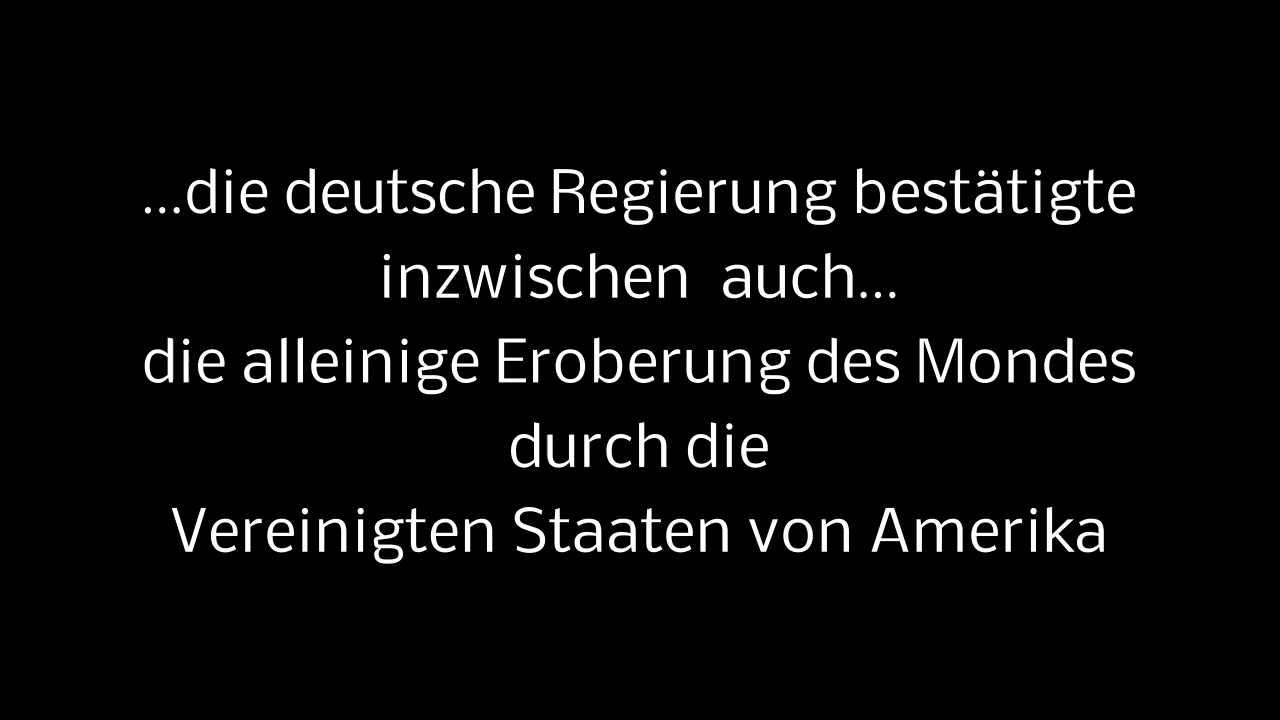 ...die deutsche Regierung bestätigte
inzwischen  auch...
die alleinige Eroberung des Mondes
durch die
Vereinigten Staaten von Amerika